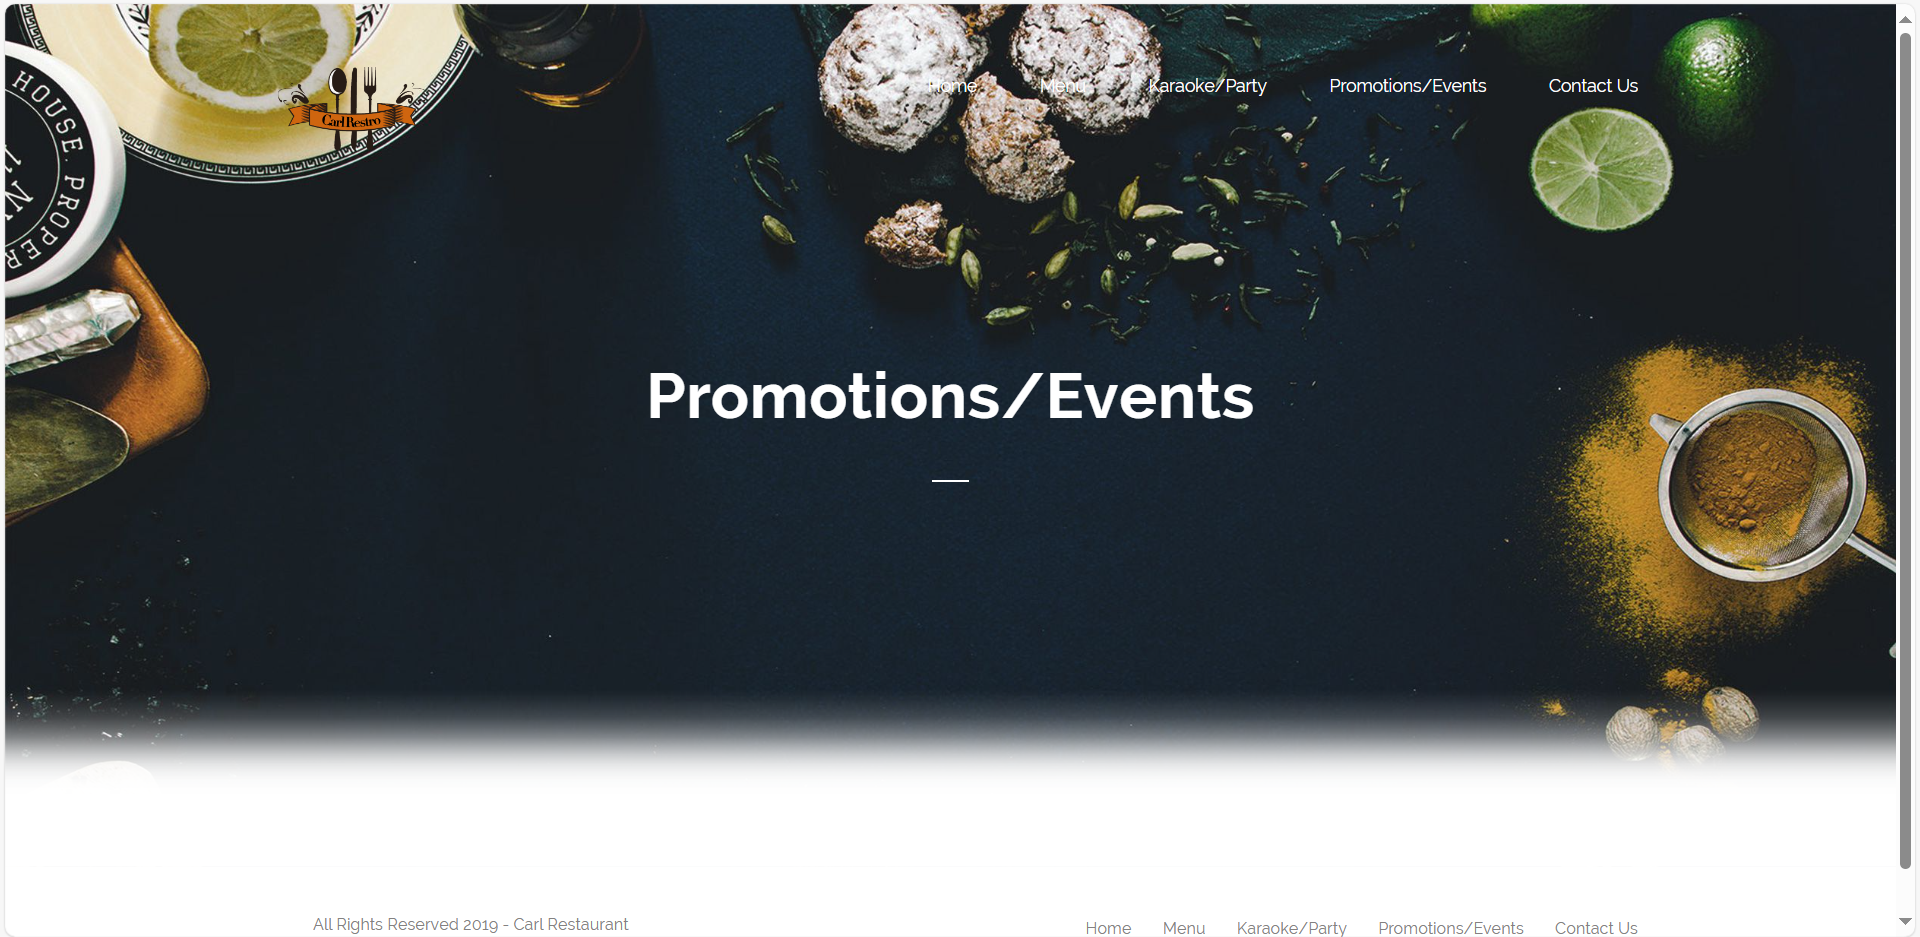 HOUSE. PROPER
Carl Restro
Home Menu Karaoke/Party Promotions/Events Contact Us
Promotions/Events
All Rights Reserved 2019 - Carl Restaurant
Home Menu Karaoke/Party Promotions/Events Contact Us